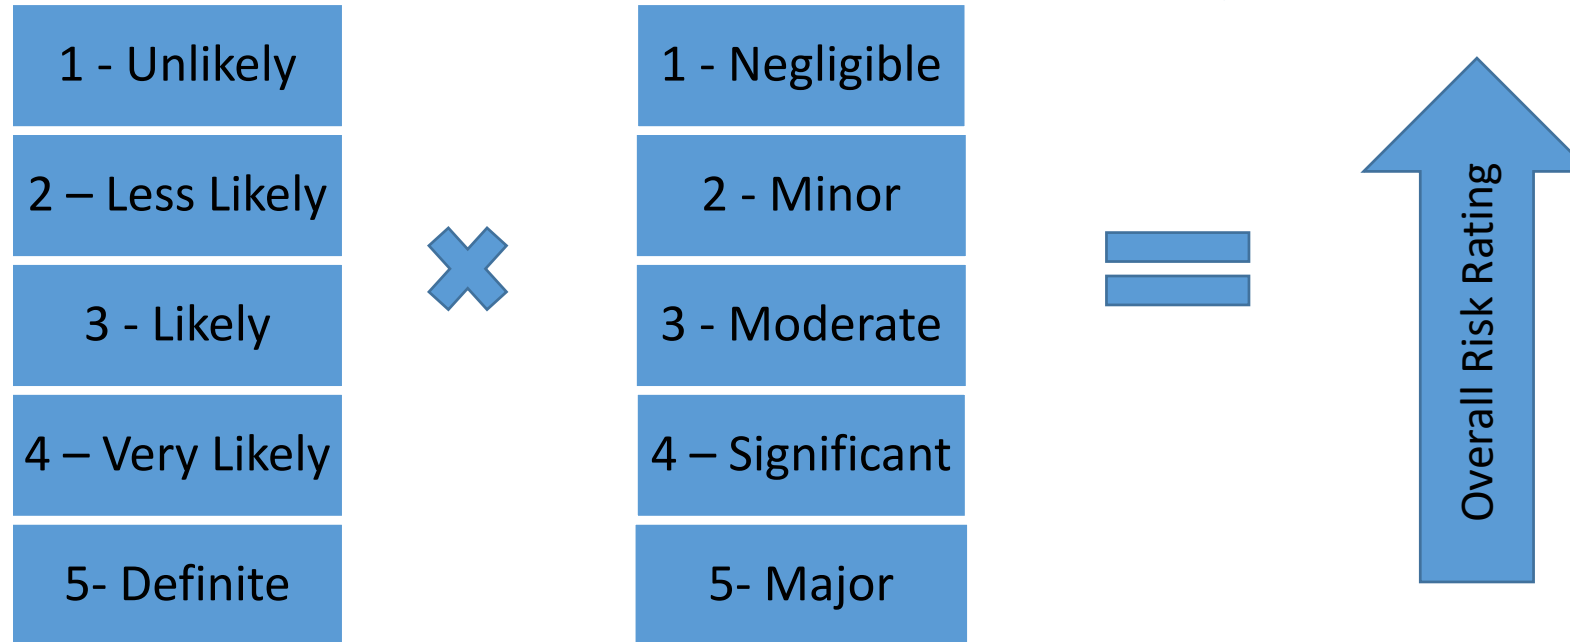 1 - Unlikely
2 – Less Likely
3 - Likely
4 – Very Likely
5- Definite
1 - Negligible
2 - Minor
3 - Moderate
4 – Significant
5- Major
Overall Risk Rating